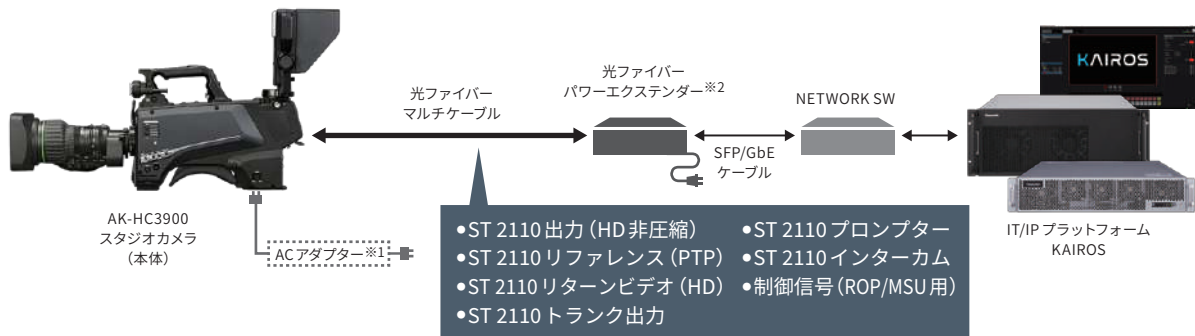 光ファイバー
マルチケーブル
光ファイバー
パワーエクステンダー※2
NETWORK SW
KAIROS
SFP/GbE
ケーブル
AK-HC3900
スタジオカメラ
（本体）
ACアダプター※1
●ST 2110 出力（HD 非圧縮）
●ST 2110 リファレンス（PTP）
●ST 2110 リターンビデオ（HD）
●ST 2110 トランク出力
●ST 2110 プロンプター
●ST 2110 インターカム
●制御信号（ROP/MSU 用）
IT/IP プラットフォーム
KAIROS